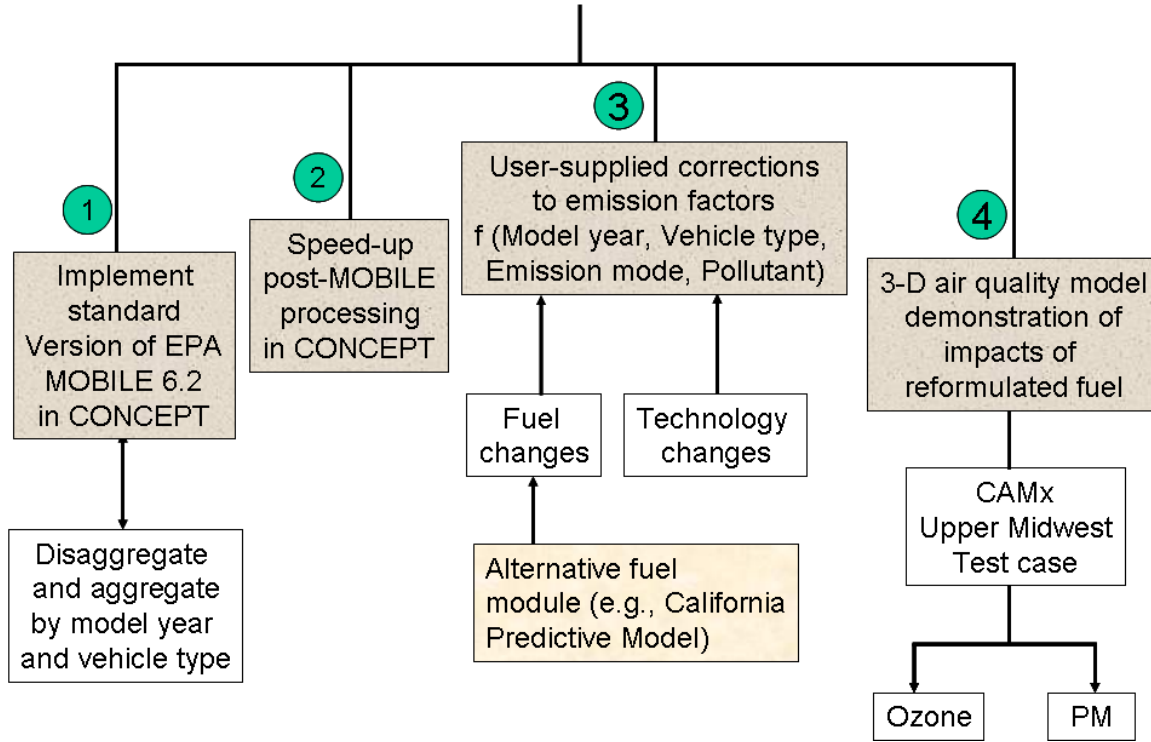 1
Implement
standard
Version of EPA
MOBILE 6.2
in CONCEPT
Disaggregate
and aggregate
by model year
and vehicle type
2
Speed-up
post-MOBILE
processing
in CONCEPT
3
User-supplied corrections
to emission factors
f (Model year, Vehicle type,
Emission mode, Pollutant)
Fuel
changes
Technology
changes
Alternative fuel
module (e.g., California
Predictive Model)
4
3-D air quality model
demonstration of
impacts of
reformulated fuel
CAMx
Upper Midwest
Test case
Ozone
PM